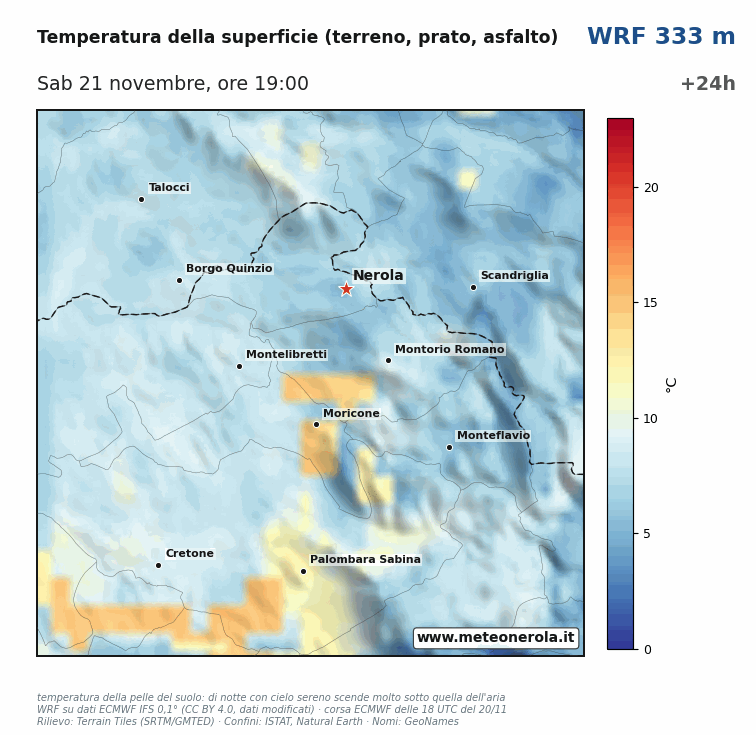 Temperatura della superficie (terreno, prato, asfalto)
WRF 333 m
Sab 21 novembre, ore 19:00
+24h
Talocci
Borgo Quinzio
Nerola
Scandriglia
Montelibretti
Montorio Romano
Moricone
Monteflavio
Cretone
Palombara Sabina
www.meteonerola.it
20
15
10
5
0
°C
temperatura della pelle del suolo: di notte con cielo sereno scende molto sotto quella dell'aria
WRF su dati ECMWF IFS 0,1° (CC BY 4.0, dati modificati) · corsa ECMWF delle 18 UTC del 20/11
Rilievo: Terrain Tiles (SRTM/GMTED) · Confini: ISTAT, Natural Earth · Nomi: GeoNames